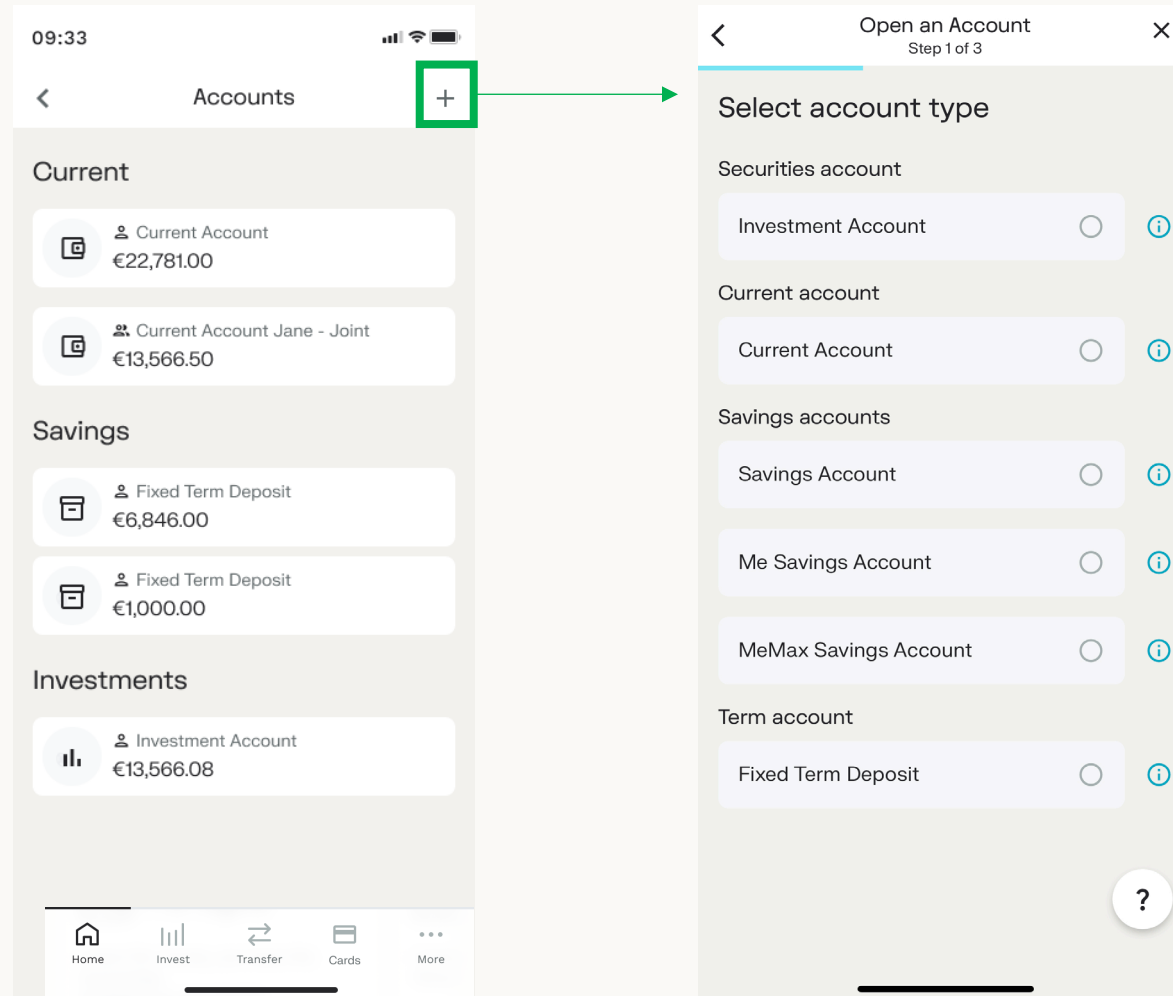 09:33
Accounts
Current
Current Account
€22,781.00
Current Account Jane - Joint
€13,566.50
Savings
Fixed Term Deposit
€6,846.00
Fixed Term Deposit
€1,000.00
Investments
Investment Account
€13,566.08
Home Invest Transfer Cards More
Open an Account
Step 1 of 3
Select account type
Securities account
Investment Account
Current account
Current Account
Savings accounts
Savings Account
Me Savings Account
MeMax Savings Account
Term account
Fixed Term Deposit
?